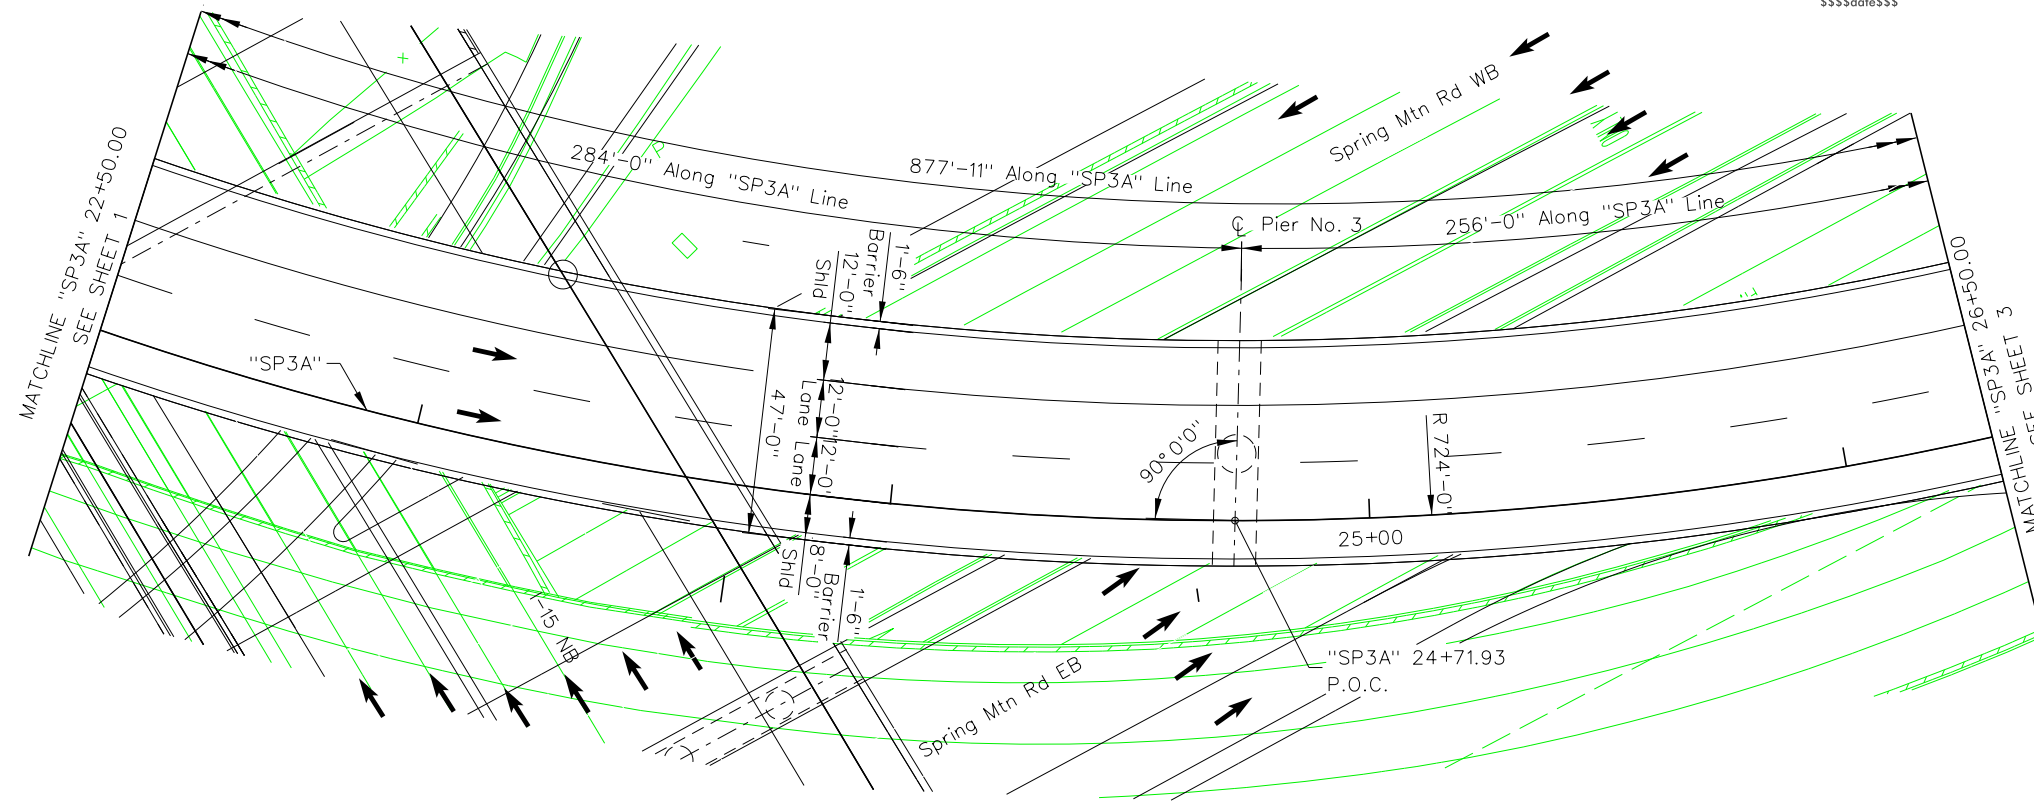 $$$$date$$$
MATCHLINE "SP3A" 22+50.00
SEE SHEET 1
284'-0" Along "SP3A" Line
877'-11" Along "SP3A" Line
Spring Mtn Rd WB
℄ Pier No. 3
256'-0" Along "SP3A" Line
1'-6"
Barrier
12'-0"
Shld
"SP3A"
47'-0"
12'-0"
Lane
12'-0"
Lane
90°0'0"
R 724'-0"
25+00
8'-0"
Shld
1'-6"
Barrier
I-15 NB
Spring Mtn Rd EB
"SP3A" 24+71.93
P.O.C.
MATCHLINE "SP3A" 26+50.00
SEE SHEET 3